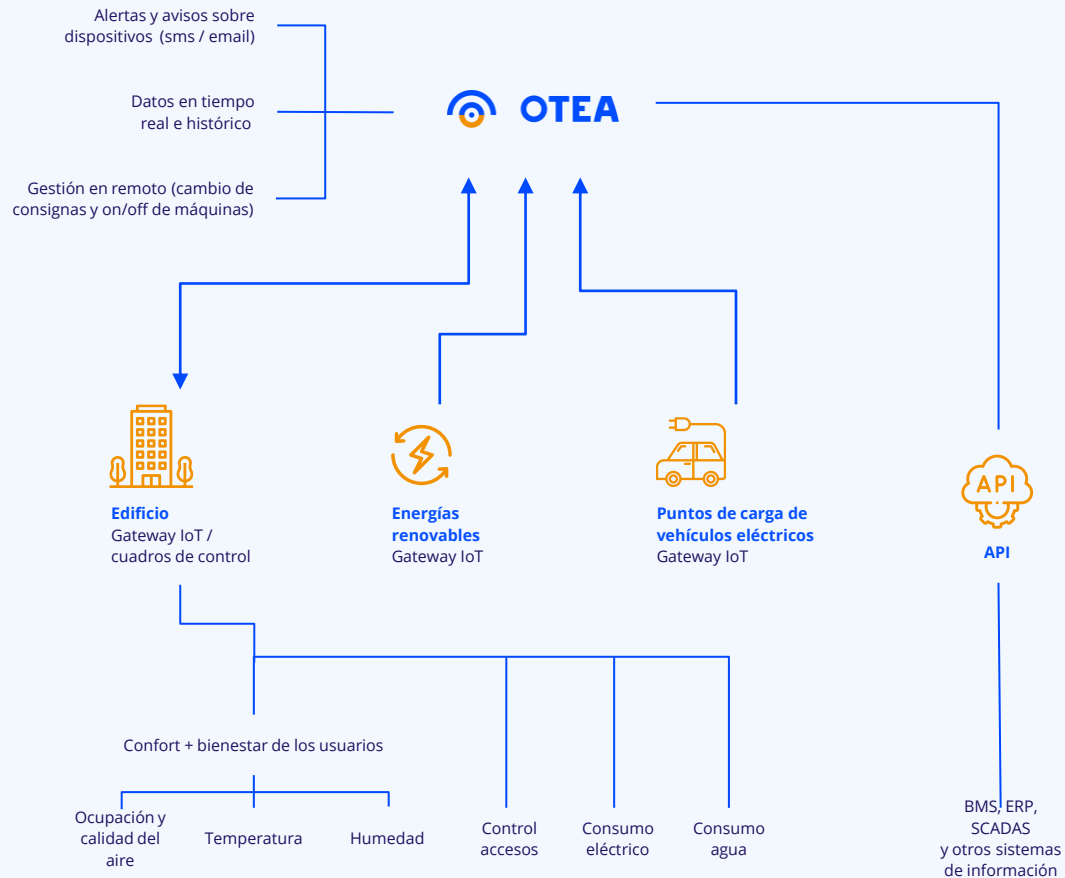 Alertas y avisos sobre
dispositivos (sms / email)
Datos en tiempo
real e histórico
Gestión en remoto (cambio de
consignas y on/off de máquinas)
OTEA
Edificio
Gateway IoT /
cuadros de control
Energías
renovables
Gateway IoT
Puntos de carga de
vehículos eléctricos
Gateway IoT
API
API
Confort + bienestar de los usuarios
Ocupación y
calidad del
aire
Temperatura
Humedad
Control
accesos
Consumo
eléctrico
Consumo
agua
BMS, ERP,
SCADAS
y otros sistemas
de información